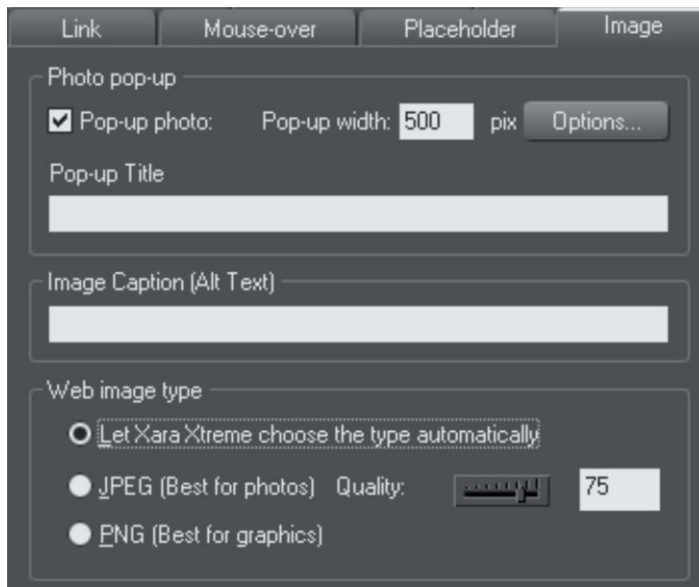 Link Mouse-over Placeholder Image
Photo pop-up
Pop-up photo: Pop-up width: 500 pix Options...
Pop-up Title
Image Caption (Alt Text)
Web image type
Let Xara Xtreme choose the type automatically
JPEG (Best for photos) Quality: 75
PNG (Best for graphics)